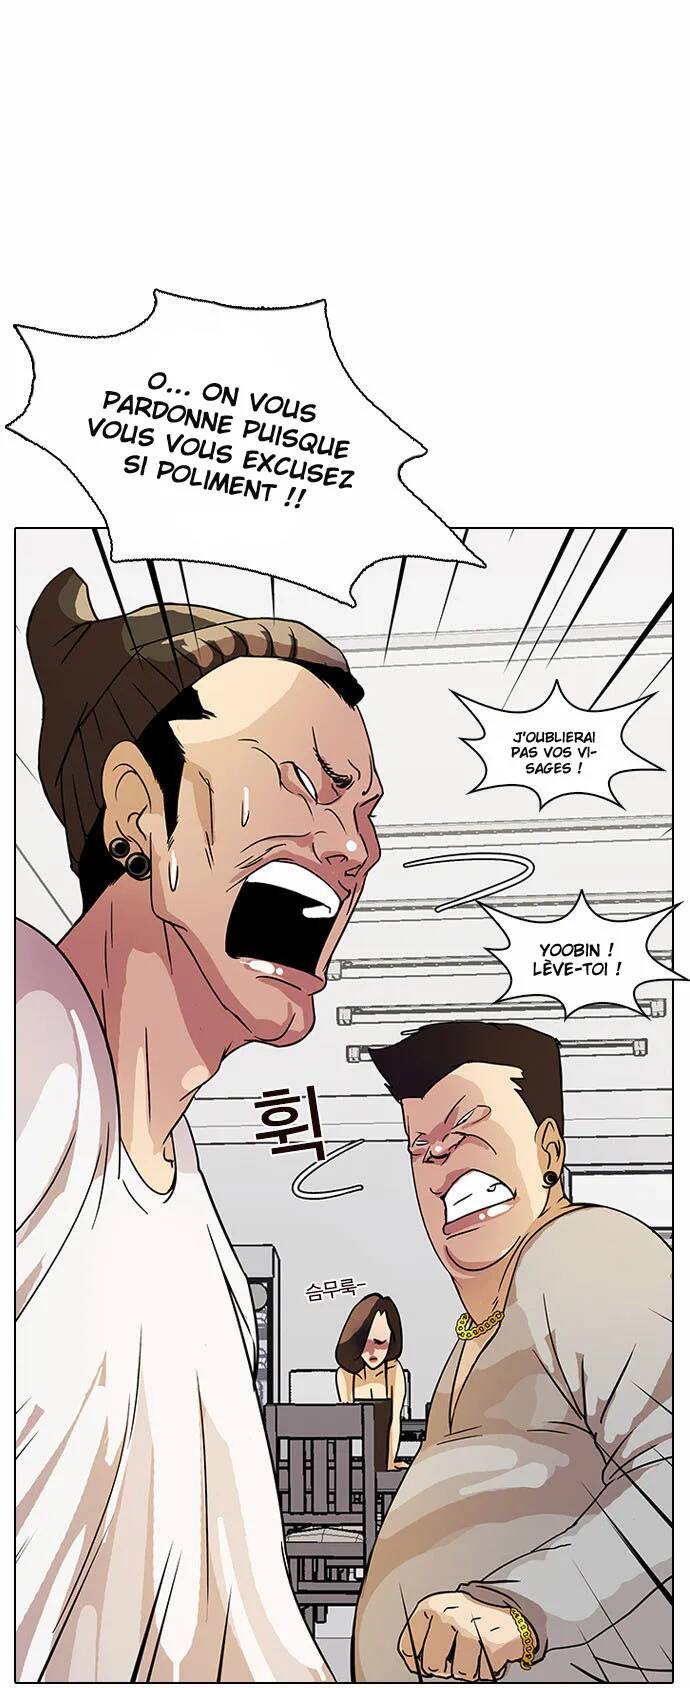 O... ON VOUS
PARDONNE PUISQUE
VOUS VOUS EXCUSEZ
SI POLIMENT !!
J'OUBLIERAI
PAS VOS VI-
SAGES !
YOOBIN !
LÈVE-TOI !
휙
슴무룩~